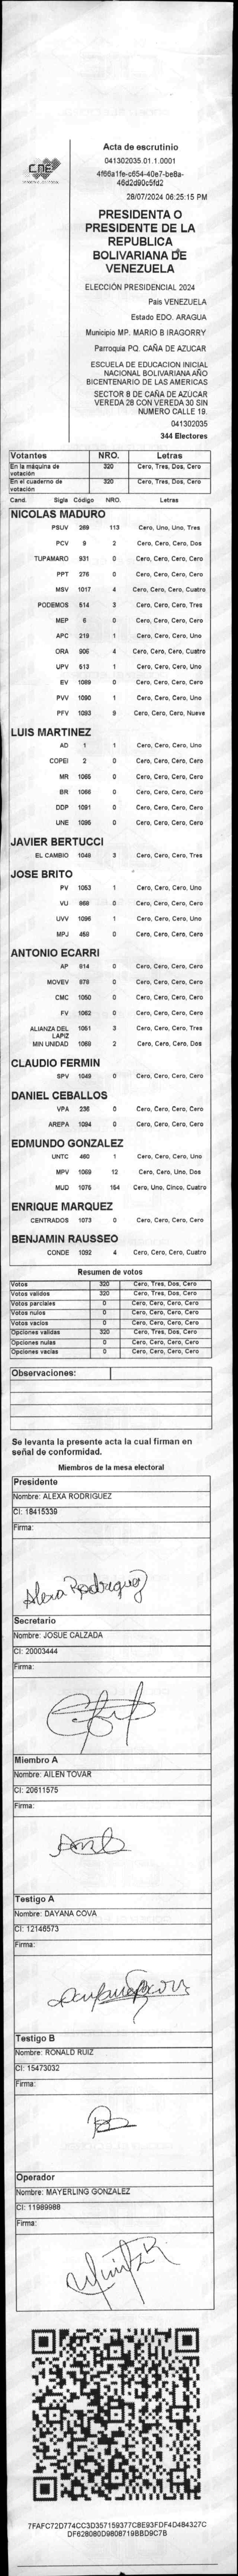 CNE
Acta de escrutinio
041302035.01.1.0001
4f66a1fe-c654-40e7-be8a-
46d2d90c5fd2
28/07/2024 06:25:15 PM
PRESIDENTA O
PRESIDENTE DE LA
REPUBLICA
BOLIVARIANA DE
VENEZUELA
ELECCIÓN PRESIDENCIAL 2024
Pais VENEZUELA
Estado EDO. ARAGUA
Municipio MP. MARIO B IRAGORRY
Parroquia PQ. CAÑA DE AZUCAR
ESCUELA DE EDUCACION INICIAL
NACIONAL BOLIVARIANA AÑO
BICENTENARIO DE LAS AMERICAS
SECTOR 8 DE CAÑA DE AZÚCAR
VEREDA 28 CON VEREDA 30 SIN
NUMERO CALLE 19.
041302035
344 Electores
Votantes NRO. Letras
En la máquina de votación 320 Cero, Tres, Dos, Cero
En el cuaderno de votación 320 Cero, Tres, Dos, Cero
Cand. Sigla Código NRO. Letras
NICOLAS MADURO
PSUV 269 113 Cero, Uno, Uno, Tres
PCV 9 2 Cero, Cero, Cero, Dos
TUPAMARO 931 0 Cero, Cero, Cero, Cero
PPT 276 0 Cero, Cero, Cero, Cero
MSV 1017 4 Cero, Cero, Cero, Cuatro
PODEMOS 514 3 Cero, Cero, Cero, Tres
MEP 6 0 Cero, Cero, Cero, Cero
APC 219 1 Cero, Cero, Cero, Uno
ORA 906 4 Cero, Cero, Cero, Cuatro
UPV 613 1 Cero, Cero, Cero, Uno
EV 1089 0 Cero, Cero, Cero, Cero
PVV 1090 1 Cero, Cero, Cero, Uno
PFV 1093 9 Cero, Cero, Cero, Nueve
LUIS MARTINEZ
AD 1 1 Cero, Cero, Cero, Uno
COPEI 2 0 Cero, Cero, Cero, Cero
MR 1065 0 Cero, Cero, Cero, Cero
BR 1066 0 Cero, Cero, Cero, Cero
DDP 1091 0 Cero, Cero, Cero, Cero
UNE 1095 0 Cero, Cero, Cero, Cero
JAVIER BERTUCCI
EL CAMBIO 1048 3 Cero, Cero, Cero, Tres
JOSE BRITO
PV 1053 1 Cero, Cero, Cero, Uno
VU 868 0 Cero, Cero, Cero, Cero
UVV 1096 1 Cero, Cero, Cero, Uno
MPJ 458 0 Cero, Cero, Cero, Cero
ANTONIO ECARRI
AP 814 0 Cero, Cero, Cero, Cero
MOVEV 879 0 Cero, Cero, Cero, Cero
CMC 1050 0 Cero, Cero, Cero, Cero
FV 1062 0 Cero, Cero, Cero, Cero
ALIANZA DEL LAPIZ 1051 3 Cero, Cero, Cero, Tres
MIN UNIDAD 1068 2 Cero, Cero, Cero, Dos
CLAUDIO FERMIN
SPV 1049 0 Cero, Cero, Cero, Cero
DANIEL CEBALLOS
VPA 236 0 Cero, Cero, Cero, Cero
AREPA 1094 0 Cero, Cero, Cero, Cero
EDMUNDO GONZALEZ
UNTC 460 1 Cero, Cero, Cero, Uno
MPV 1069 12 Cero, Cero, Uno, Dos
MUD 1075 154 Cero, Uno, Cinco, Cuatro
ENRIQUE MARQUEZ
CENTRADOS 1073 0 Cero, Cero, Cero, Cero
BENJAMIN RAUSSEO
CONDE 1092 4 Cero, Cero, Cero, Cuatro
Resumen de votos
Votos 320 Cero, Tres, Dos, Cero
Votos validos 320 Cero, Tres, Dos, Cero
Votos parciales 0 Cero, Cero, Cero, Cero
Votos nulos 0 Cero, Cero, Cero, Cero
Votos vacios 0 Cero, Cero, Cero, Cero
Opciones validas 320 Cero, Tres, Dos, Cero
Opciones nulas 0 Cero, Cero, Cero, Cero
Opciones vacias 0 Cero, Cero, Cero, Cero
Observaciones:
Se levanta la presente acta la cual firman en
señal de conformidad.
Miembros de la mesa electoral
Presidente
Nombre: ALEXA RODRIGUEZ
CI: 18415339
Firma:
Alexa Rodriguez
Secretario
Nombre: JOSUE CALZADA
CI: 20003444
Firma:
Miembro A
Nombre: AILEN TOVAR
CI: 20611575
Firma:
Testigo A
Nombre: DAYANA COVA
CI: 12146573
Firma:
Testigo B
Nombre: RONALD RUIZ
CI: 15473032
Firma:
Operador
Nombre: MAYERLING GONZALEZ
CI: 11989988
Firma:
7FAFC72D774CC3D357159377C8E93FDF4D484327C
DF628080D9808719BBD9C7B